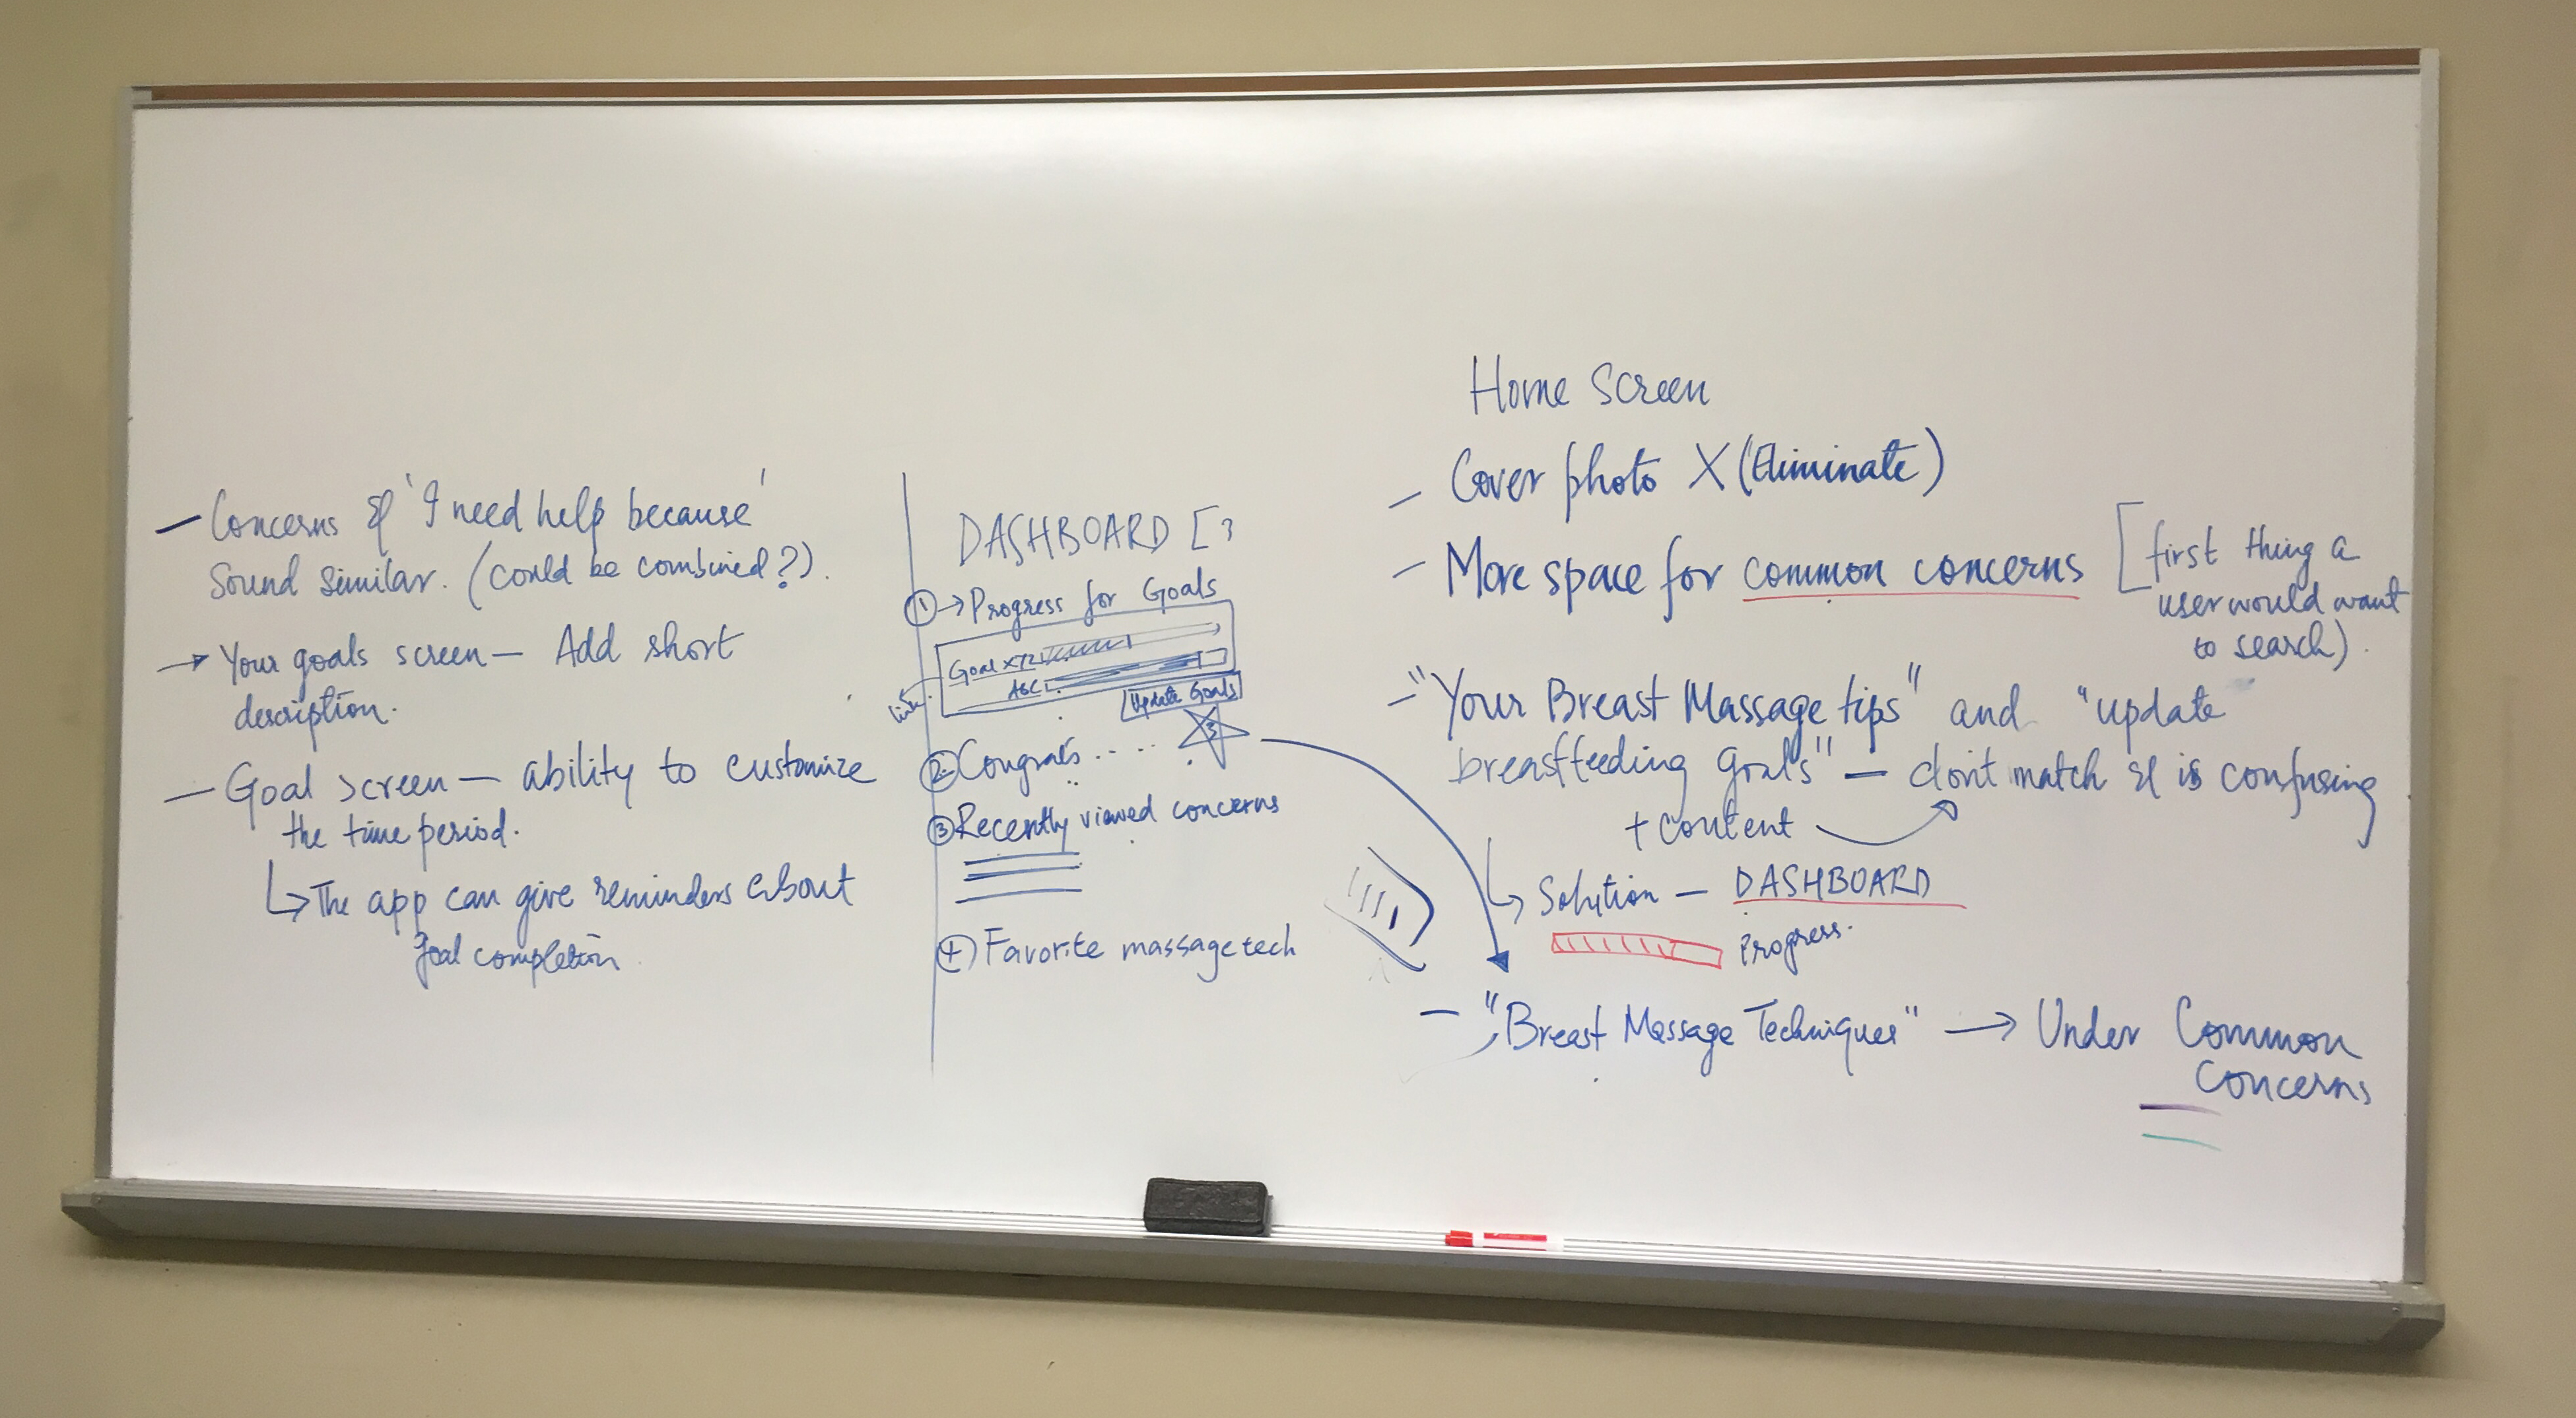 — Concerns & 'I need help because'
Sound similar. (could be combined?).
→ Your goals screen — Add short
description.
— Goal screen — ability to customize
the time period.
↳ The app can give reminders about
goal completion
DASHBOARD [
① → Progress for Goals
Goal XYZ
ABC
link
Update Goals
② Congrats .....
③ Recently viewed concerns
④ Favorite massage tech
Home Screen
— Cover photo X (Eliminate)
— More space for common concerns
[first thing a
user would want
to search).
— "Your Breast Massage tips" and "update
breastfeeding goals" — don't match & is confusing
+ content
↳ Solution — DASHBOARD
Progress.
— "Breast Massage Techniques" → Under Common
Concerns